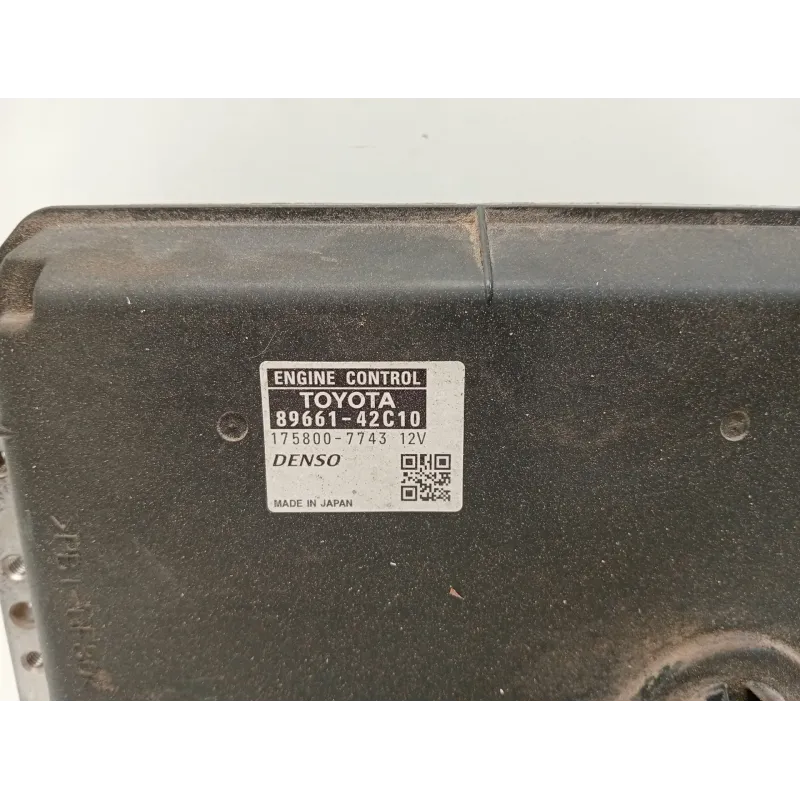 ENGINE CONTROL
TOYOTA
89661-42C10
175800-7743 12V
DENSO
MADE IN JAPAN